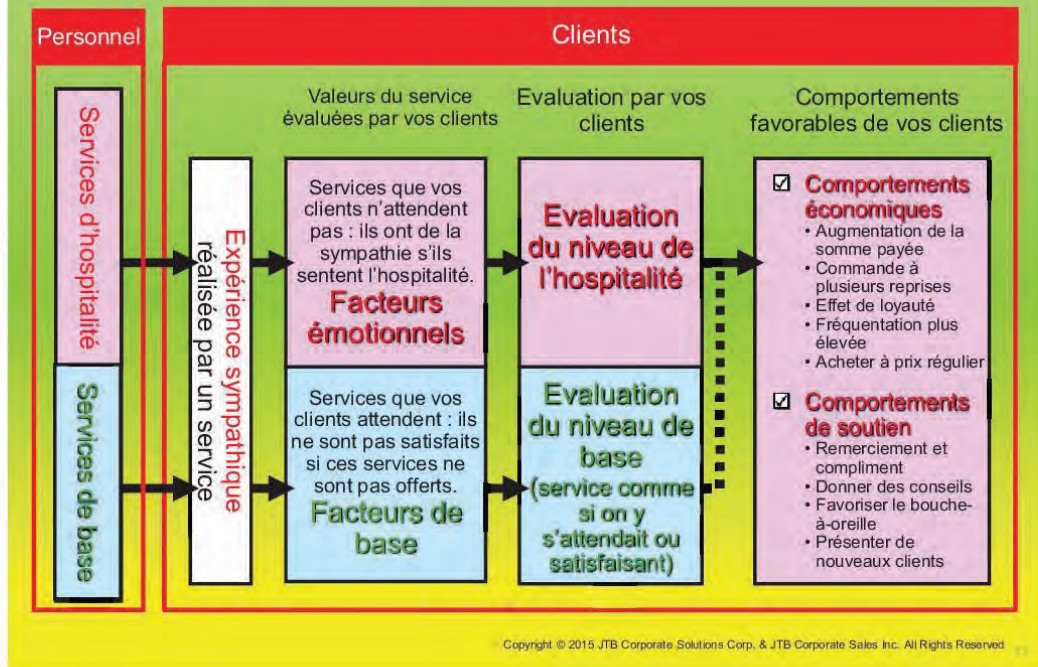 Personnel
Clients
Services d'hospitalité
Services de base
Expérience sympathique
réalisée par un service
Valeurs du service
évaluées par vos clients
Services que vos
clients n'attendent
pas : ils ont de la
sympathie s'ils
sentent l'hospitalité.
Facteurs
émotionnels
Services que vos
clients attendent : ils
ne sont pas satisfaits
si ces services ne
sont pas offerts.
Facteurs de
base
Evaluation par vos
clients
Evaluation
du niveau de
l'hospitalité
Evaluation
du niveau de
base
(service comme
si on y
s'attendait ou
satisfaisant)
Comportements
favorables de vos clients
☑ Comportements
économiques
• Augmentation de la
somme payée
• Commande à
plusieurs reprises
• Effet de loyauté
• Fréquentation plus
élevée
• Acheter à prix régulier
☑ Comportements
de soutien
• Remerciement et
compliment
• Donner des conseils
• Favoriser le bouche-
à-oreille
• Présenter de
nouveaux clients
Copyright © 2015 JTB Corporate Solutions Corp. & JTB Corporate Sales Inc. All Rights Reserved